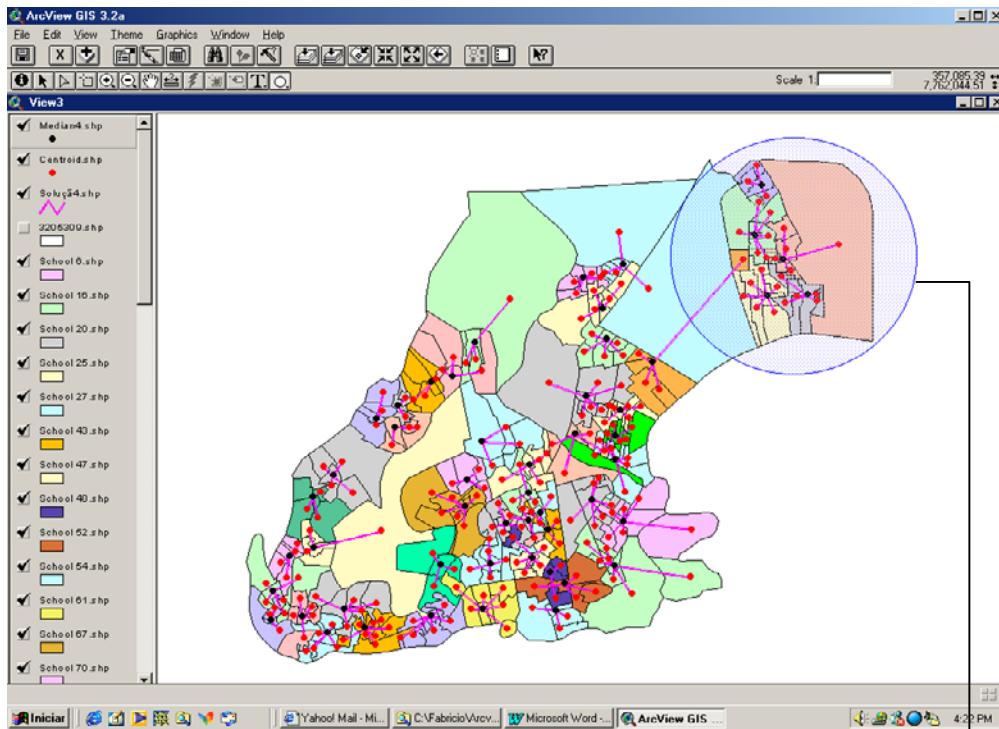 ArcView GIS 3.2a
File Edit View Theme Graphics Window Help
Scale 1:
357,085.39
7,762,044.51
View3
Median4.shp
Centroid.shp
Solução4.shp
3205309.shp
School 6.shp
School 16.shp
School 20.shp
School 25.shp
School 27.shp
School 43.shp
School 47.shp
School 48.shp
School 52.shp
School 54.shp
School 61.shp
School 67.shp
School 70.shp
Iniciar
Yahoo! Mail - Mi...
C:\Fabricio\Arcv...
Microsoft Word -...
ArcView GIS ...
4:22 PM